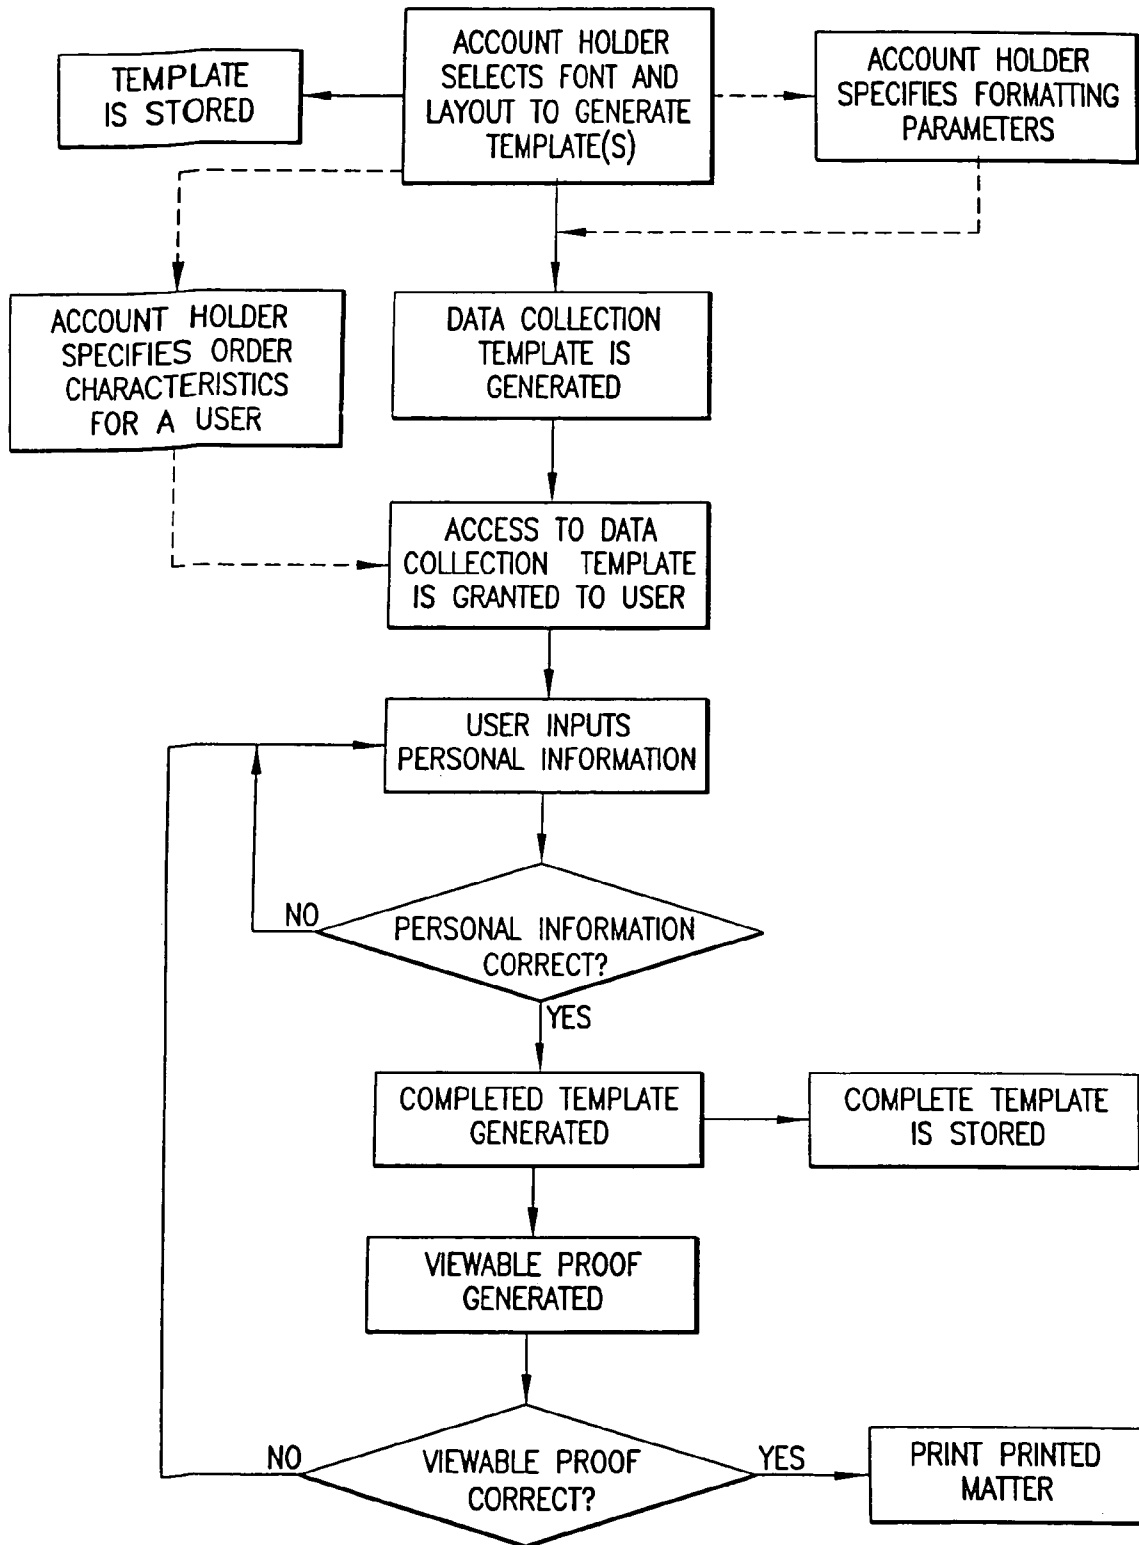 ACCOUNT HOLDER
SELECTS FONT AND
LAYOUT TO GENERATE
TEMPLATE(S)
TEMPLATE
IS STORED
ACCOUNT HOLDER
SPECIFIES FORMATTING
PARAMETERS
ACCOUNT HOLDER
SPECIFIES ORDER
CHARACTERISTICS
FOR A USER
DATA COLLECTION
TEMPLATE IS
GENERATED
ACCESS TO DATA
COLLECTION TEMPLATE
IS GRANTED TO USER
USER INPUTS
PERSONAL INFORMATION
NO
PERSONAL INFORMATION
CORRECT?
YES
COMPLETED TEMPLATE
GENERATED
COMPLETE TEMPLATE
IS STORED
VIEWABLE PROOF
GENERATED
NO
VIEWABLE PROOF
CORRECT?
YES
PRINT PRINTED
MATTER